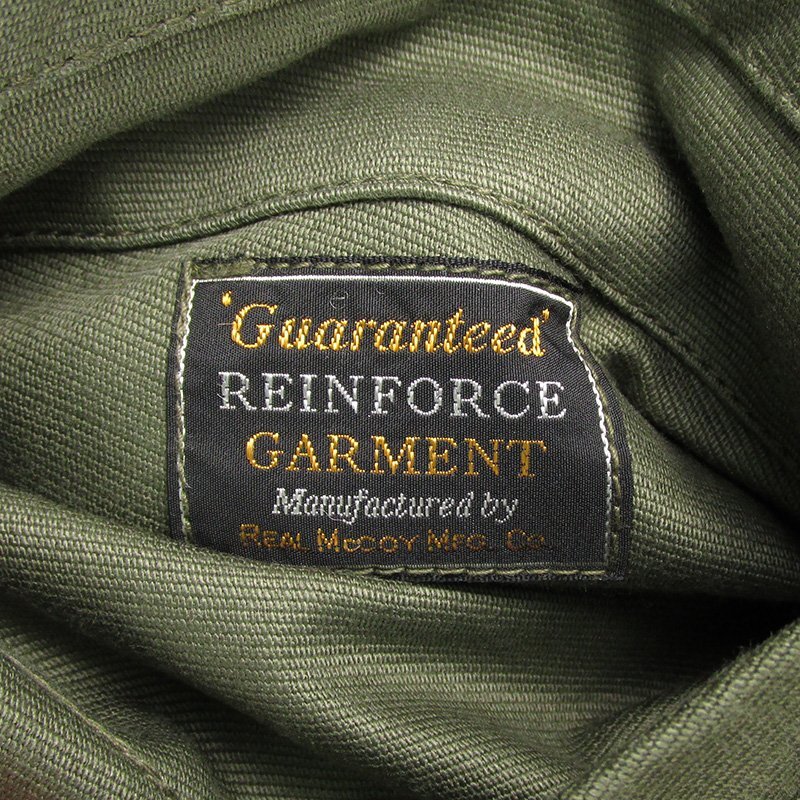 'Guaranteed'
REINFORCE
GARMENT
Manufactured by
REAL McCOY MFG. CO.